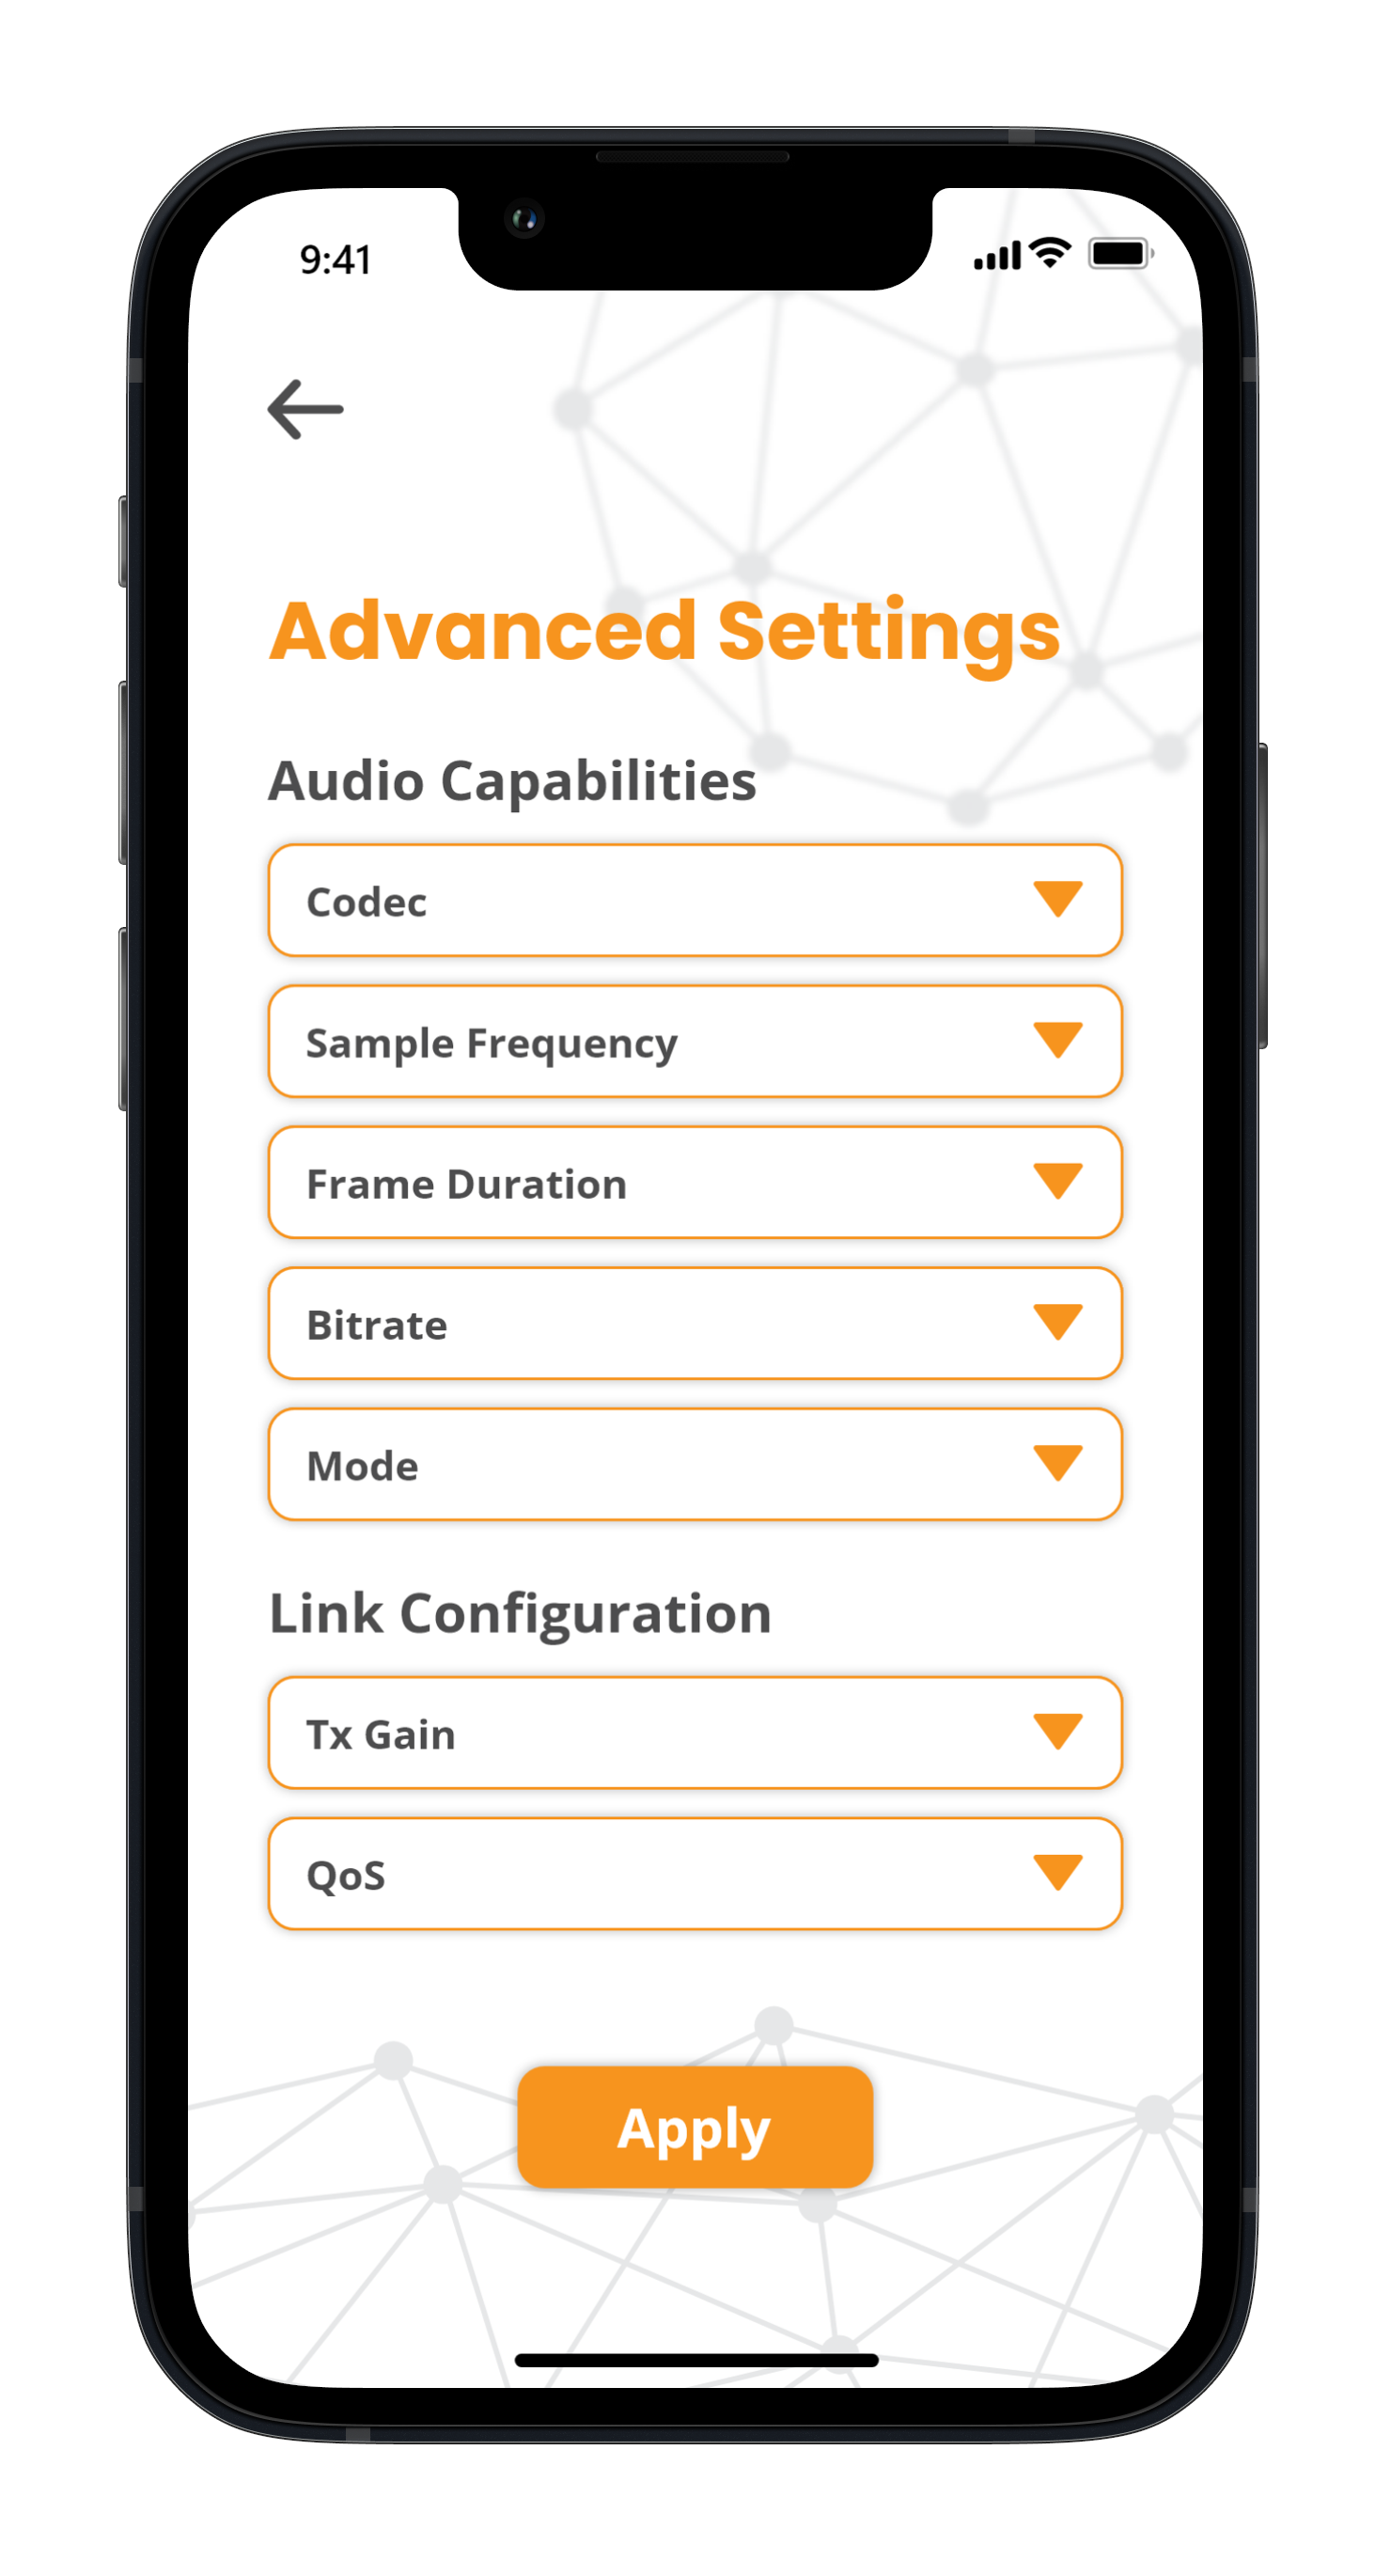 9:41
Advanced Settings
Audio Capabilities
Codec
Sample Frequency
Frame Duration
Bitrate
Mode
Link Configuration
Tx Gain
QoS
Apply